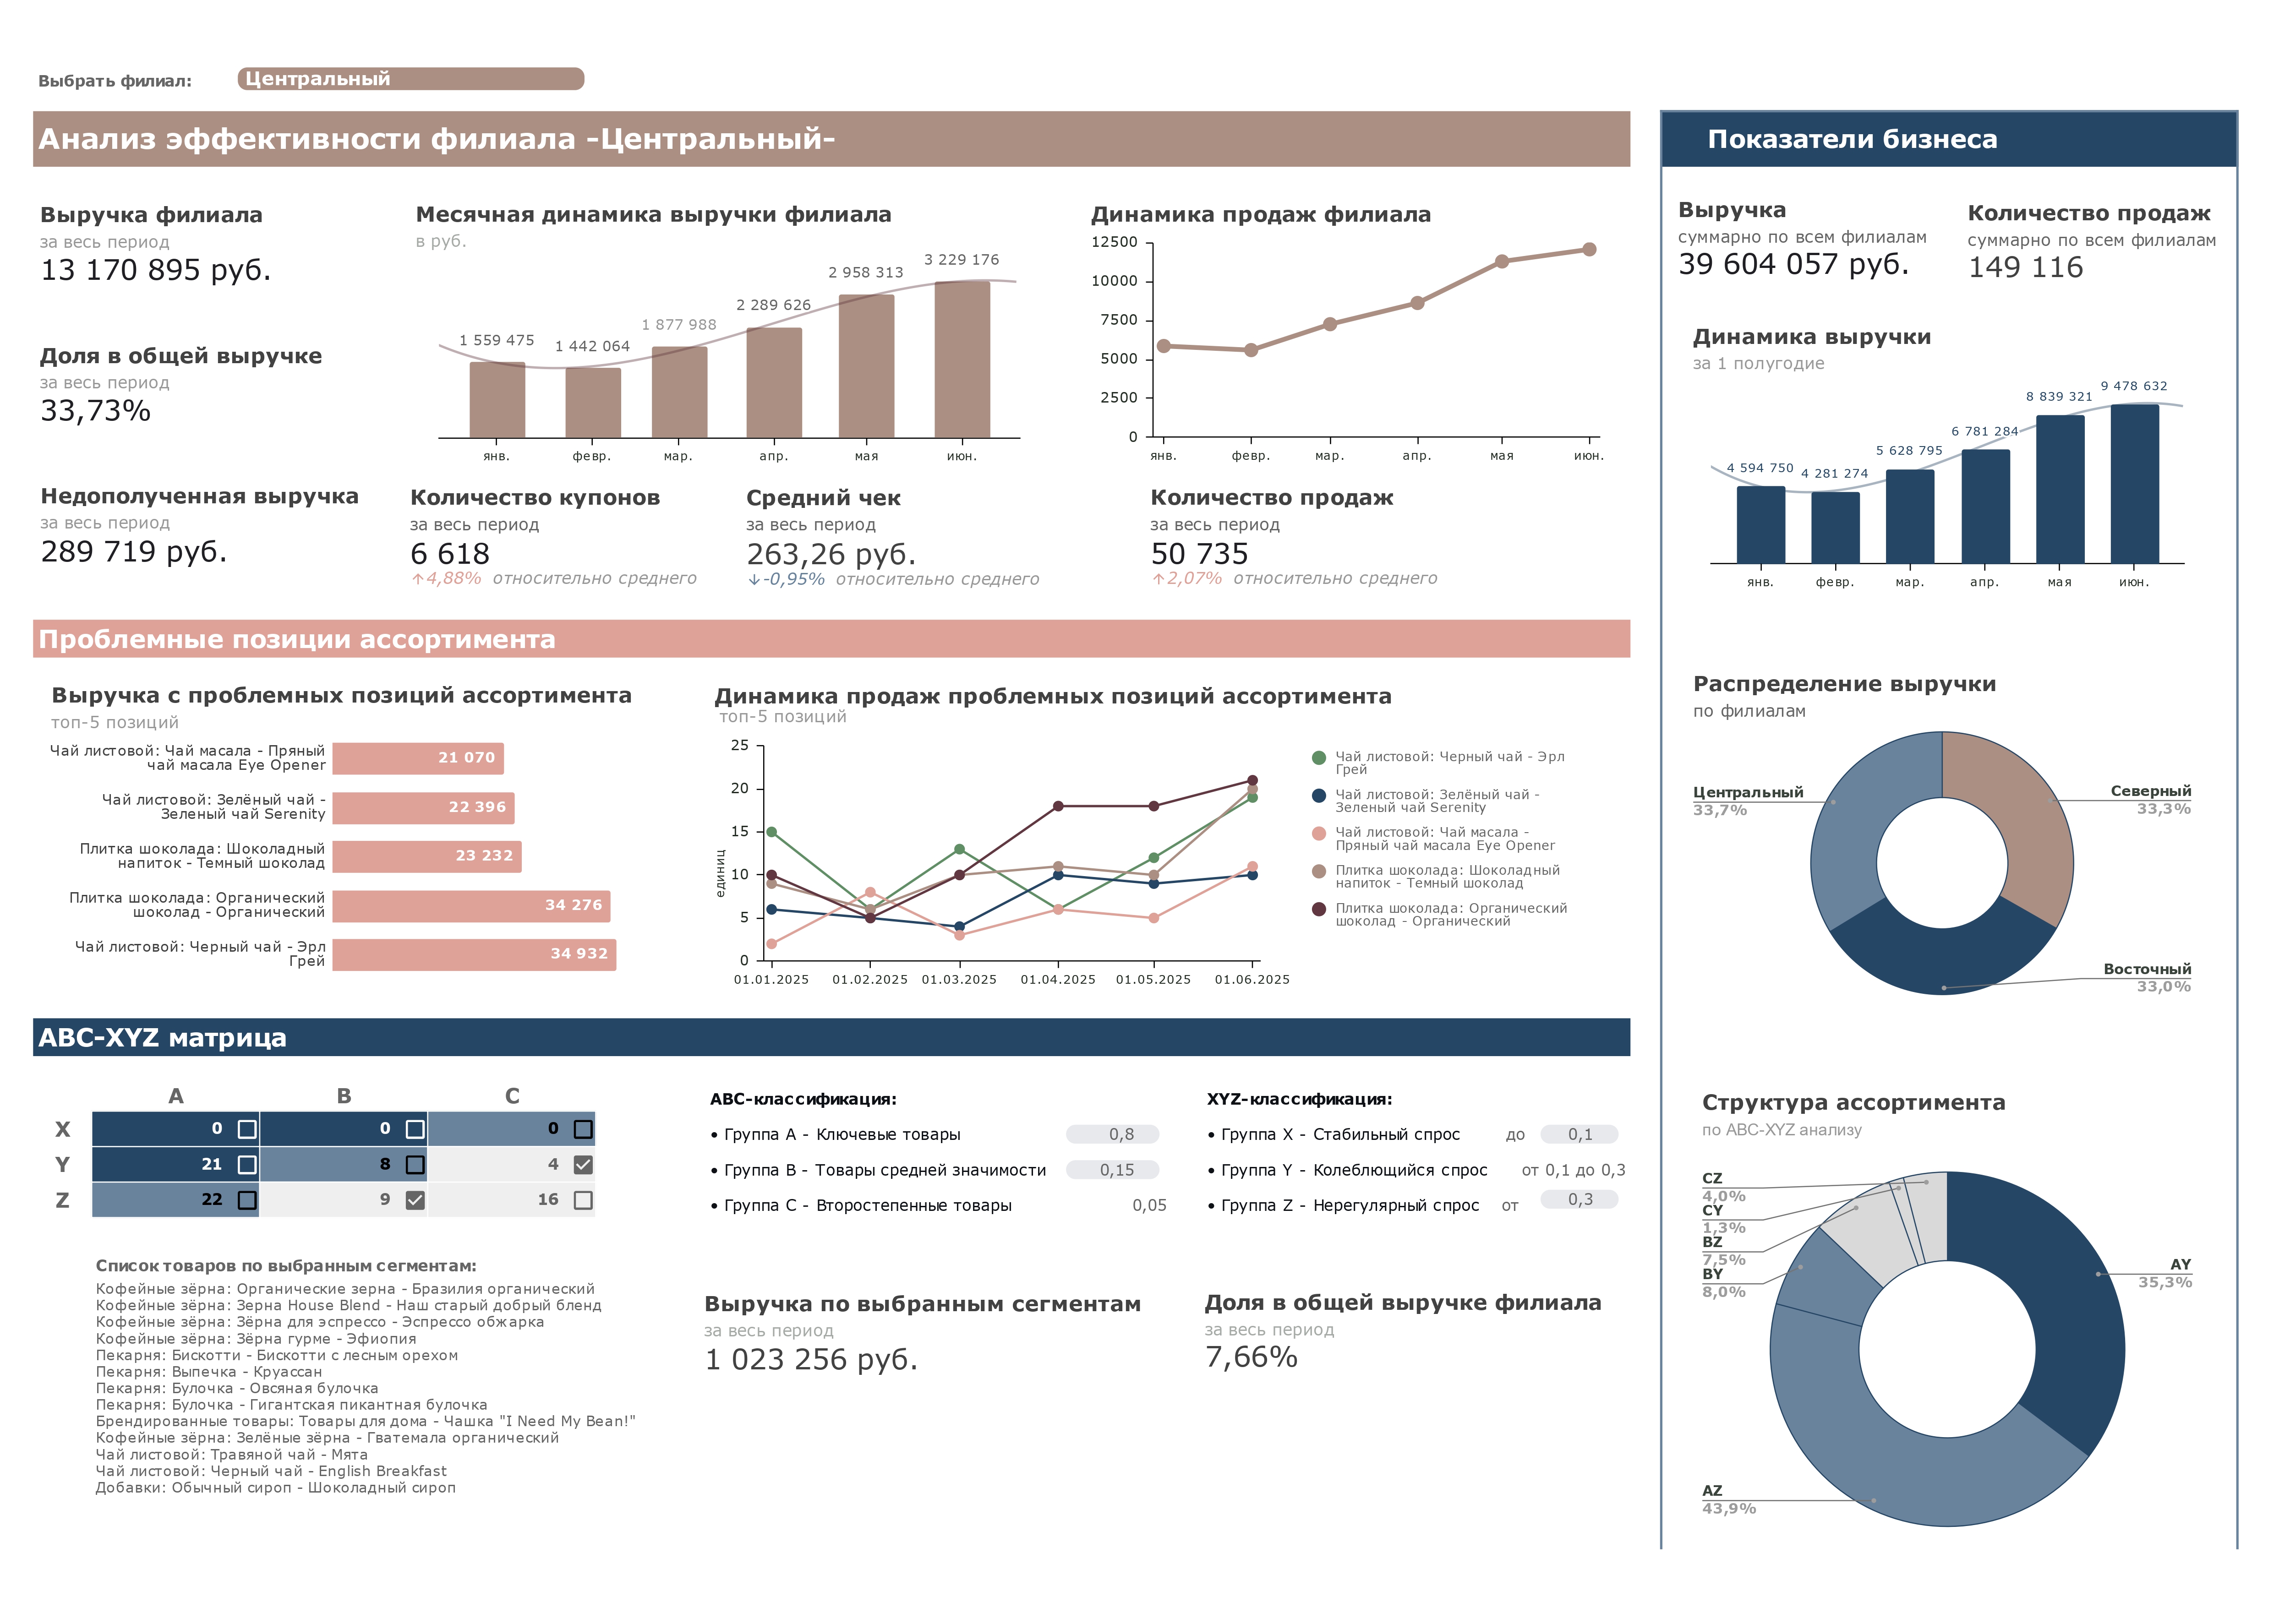 Выбрать филиал:
Центральный
Анализ эффективности филиала –Центральный–
Выручка филиала
за весь период
13 170 895 руб.
Доля в общей выручке
за весь период
33,73%
Месячная динамика выручки филиала
в руб.
1 559 475
1 442 064
1 877 988
2 289 626
2 958 313
3 229 176
янв.
февр.
мар.
апр.
мая
июн.
Динамика продаж филиала
12500
10000
7500
5000
2500
0
янв.
февр.
мар.
апр.
мая
июн.
Недополученная выручка
за весь период
289 719 руб.
Количество купонов
за весь период
6 618
↑4,88% относительно среднего
Средний чек
за весь период
263,26 руб.
↓-0,95% относительно среднего
Количество продаж
за весь период
50 735
↑2,07% относительно среднего
Проблемные позиции ассортимента
Выручка с проблемных позиций ассортимента
топ-5 позиций
Чай листовой: Чай масала - Пряный
чай масала Eye Opener
21 070
Чай листовой: Зелёный чай -
Зеленый чай Serenity
22 396
Плитка шоколада: Шоколадный
напиток - Темный шоколад
23 232
Плитка шоколада: Органический
шоколад - Органический
34 276
Чай листовой: Черный чай - Эрл
Грей
34 932
Динамика продаж проблемных позиций ассортимента
топ-5 позиций
единиц
25
20
15
10
5
0
01.01.2025
01.02.2025
01.03.2025
01.04.2025
01.05.2025
01.06.2025
Чай листовой: Черный чай - Эрл
Грей
Чай листовой: Зелёный чай -
Зеленый чай Serenity
Чай листовой: Чай масала -
Пряный чай масала Eye Opener
Плитка шоколада: Шоколадный
напиток - Темный шоколад
Плитка шоколада: Органический
шоколад - Органический
ABC-XYZ матрица
A
B
C
X
0
0
0
Y
21
8
4
Z
22
9
16
Список товаров по выбранным сегментам:
Кофейные зёрна: Органические зерна - Бразилия органический
Кофейные зёрна: Зерна House Blend - Наш старый добрый бленд
Кофейные зёрна: Зёрна для эспрессо - Эспрессо обжарка
Кофейные зёрна: Зёрна гурме - Эфиопия
Пекарня: Бискотти - Бискотти с лесным орехом
Пекарня: Выпечка - Круассан
Пекарня: Булочка - Овсяная булочка
Пекарня: Булочка - Гигантская пикантная булочка
Брендированные товары: Товары для дома - Чашка "I Need My Bean!"
Кофейные зёрна: Зелёные зёрна - Гватемала органический
Чай листовой: Травяной чай - Мята
Чай листовой: Черный чай - English Breakfast
Добавки: Обычный сироп - Шоколадный сироп
ABC-классификация:
• Группа A - Ключевые товары 0,8
• Группа B - Товары средней значимости 0,15
• Группа C - Второстепенные товары 0,05
XYZ-классификация:
• Группа X - Стабильный спрос до 0,1
• Группа Y - Колеблющийся спрос от 0,1 до 0,3
• Группа Z - Нерегулярный спрос от 0,3
Выручка по выбранным сегментам
за весь период
1 023 256 руб.
Доля в общей выручке филиала
за весь период
7,66%
Показатели бизнеса
Выручка
суммарно по всем филиалам
39 604 057 руб.
Количество продаж
суммарно по всем филиалам
149 116
Динамика выручки
за 1 полугодие
4 594 750
4 281 274
5 628 795
6 781 284
8 839 321
9 478 632
янв.
февр.
мар.
апр.
мая
июн.
Распределение выручки
по филиалам
Центральный
33,7%
Северный
33,3%
Восточный
33,0%
Структура ассортимента
по ABC-XYZ анализу
CZ
4,0%
CY
1,3%
BZ
7,5%
BY
8,0%
AY
35,3%
AZ
43,9%